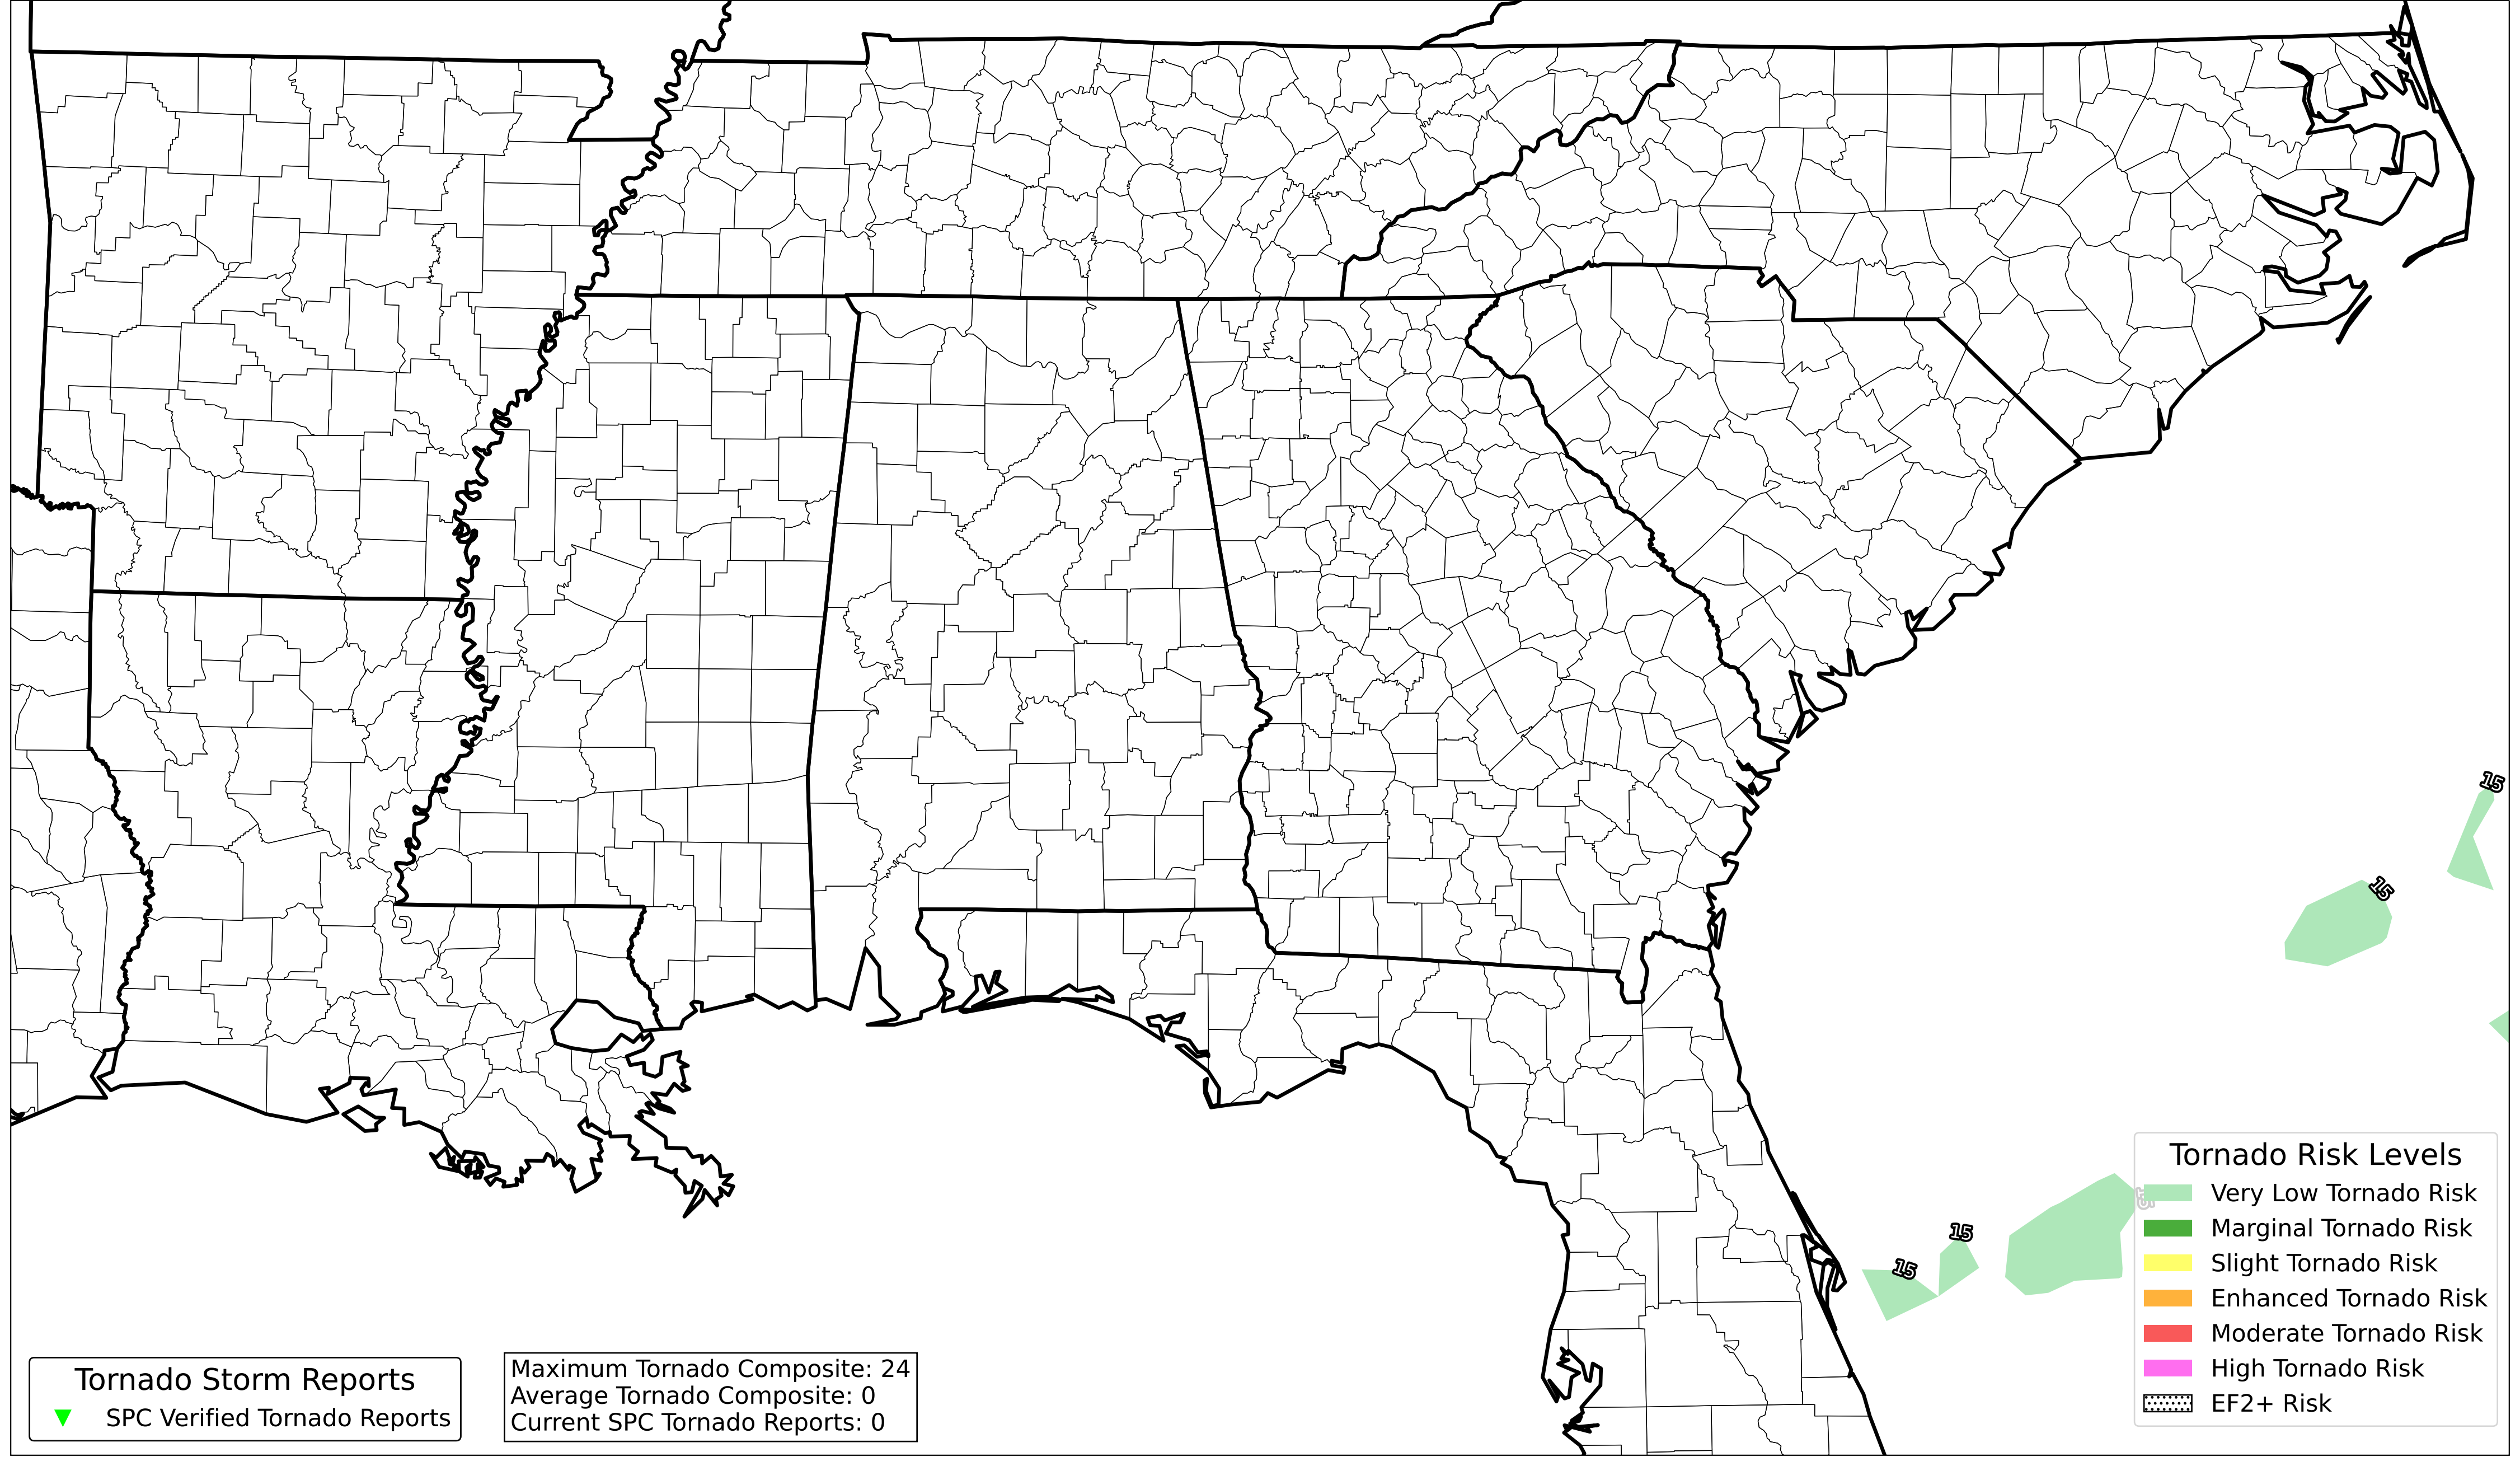 15
15
15
15
15
Tornado Risk Levels
Very Low Tornado Risk
Marginal Tornado Risk
Slight Tornado Risk
Enhanced Tornado Risk
Moderate Tornado Risk
High Tornado Risk
EF2+ Risk
Tornado Storm Reports
SPC Verified Tornado Reports
Maximum Tornado Composite: 24
Average Tornado Composite: 0
Current SPC Tornado Reports: 0